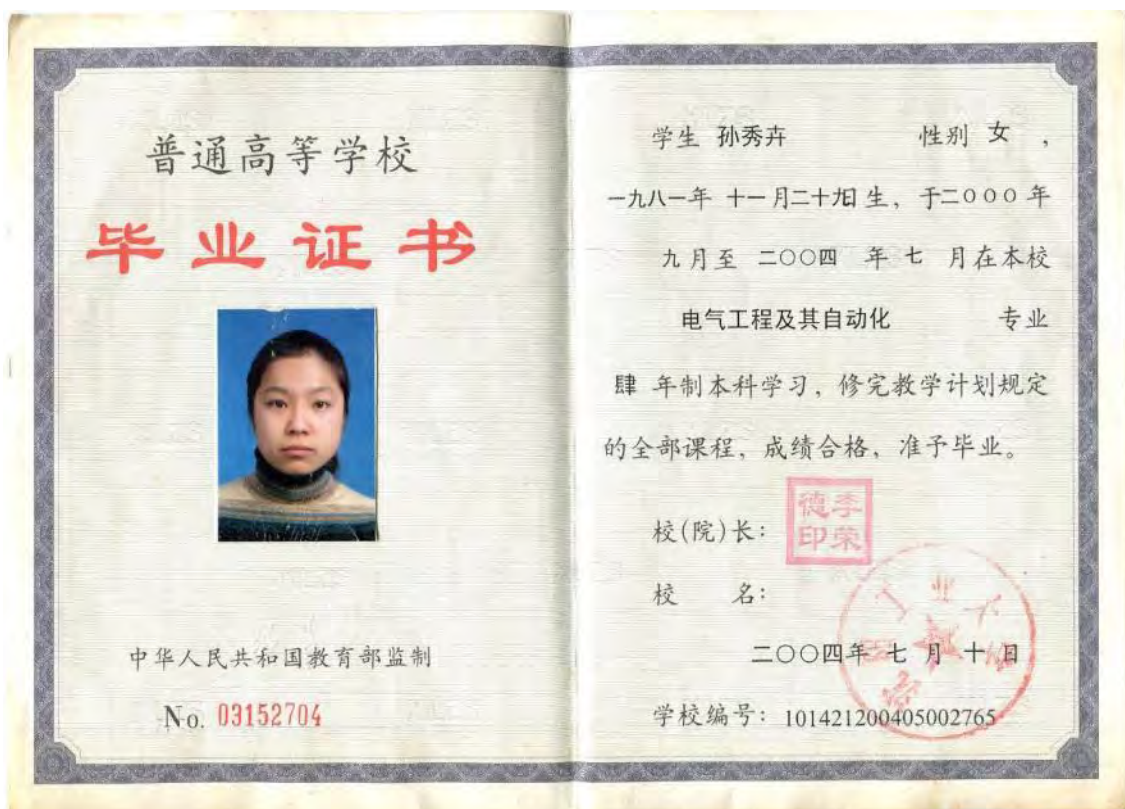 普通高等学校
毕业证书
中华人民共和国教育部监制
No. 03152704
学生 孙秀卉 性别 女 ,
一九八一年 十一月二十九日生, 于二000年
九月至 二〇〇四 年 七 月在本校
电气工程及其自动化 专业
肆 年制本科学习, 修完教学计划规定
的全部课程, 成绩合格, 准予毕业。
校(院)长:
李荣德印
校 名:
工业大
二〇〇四年 七 月 十 日
学校编号: 101421200405002765